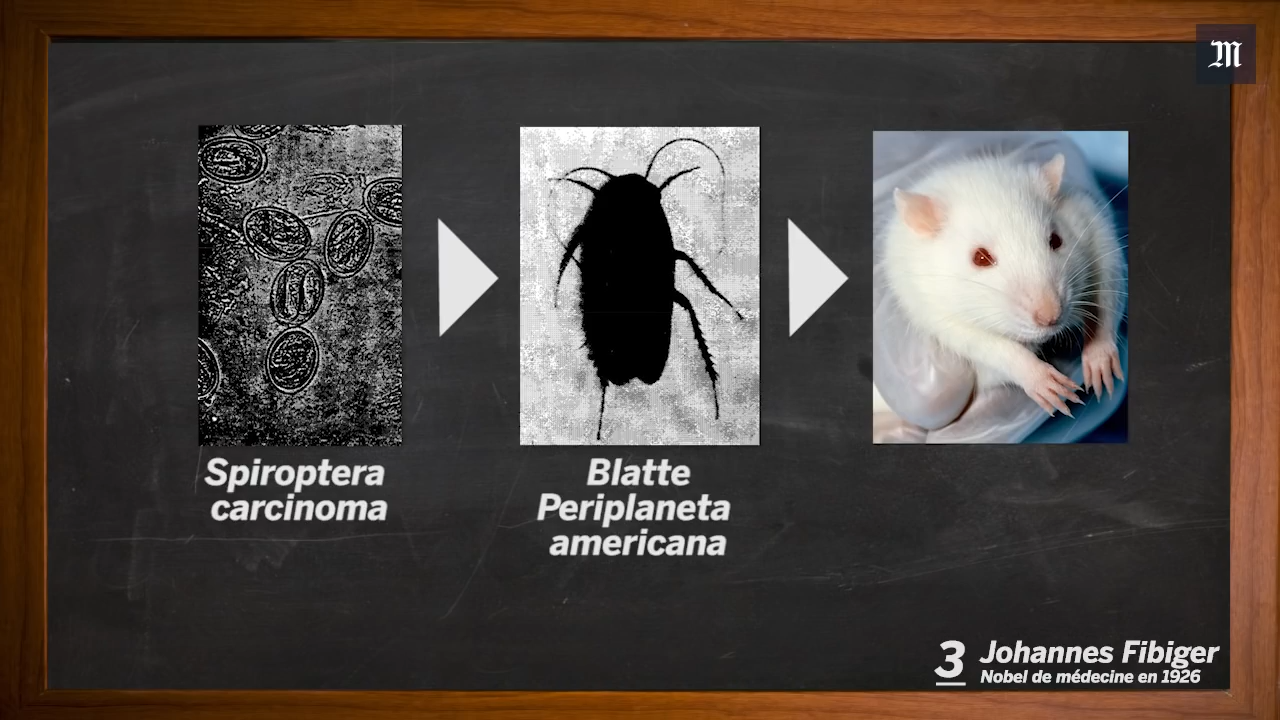 M
Spiroptera
carcinoma
Blatte
Periplaneta
americana
3
Johannes Fibiger
Nobel de médecine en 1926